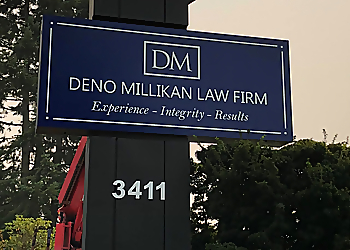 DM
DENO MILLIKAN LAW FIRM
Experience - Integrity - Results
3411